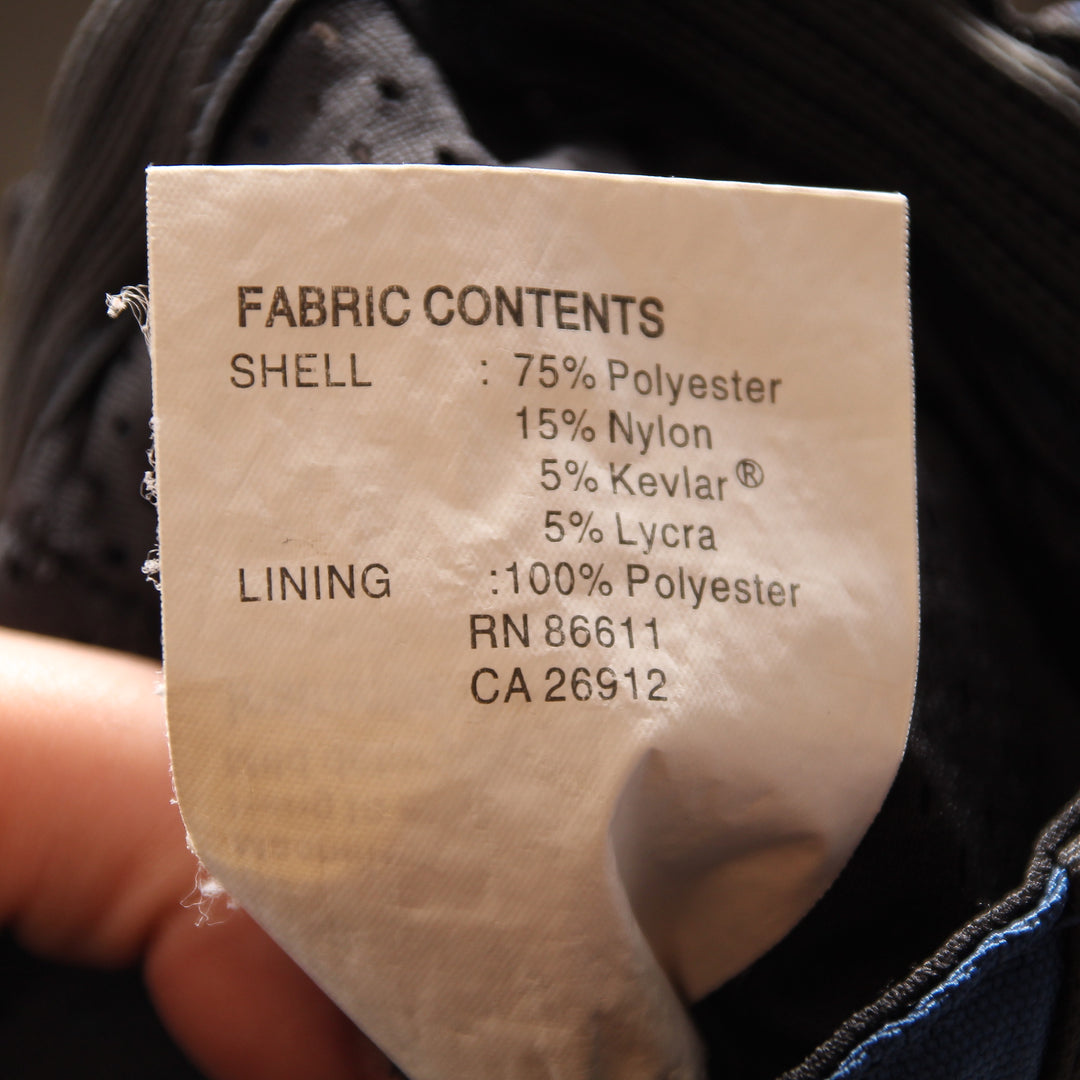 FABRIC CONTENTS
SHELL : 75% Polyester
15% Nylon
5% Kevlar®
5% Lycra
LINING :100% Polyester
RN 86611
CA 26912